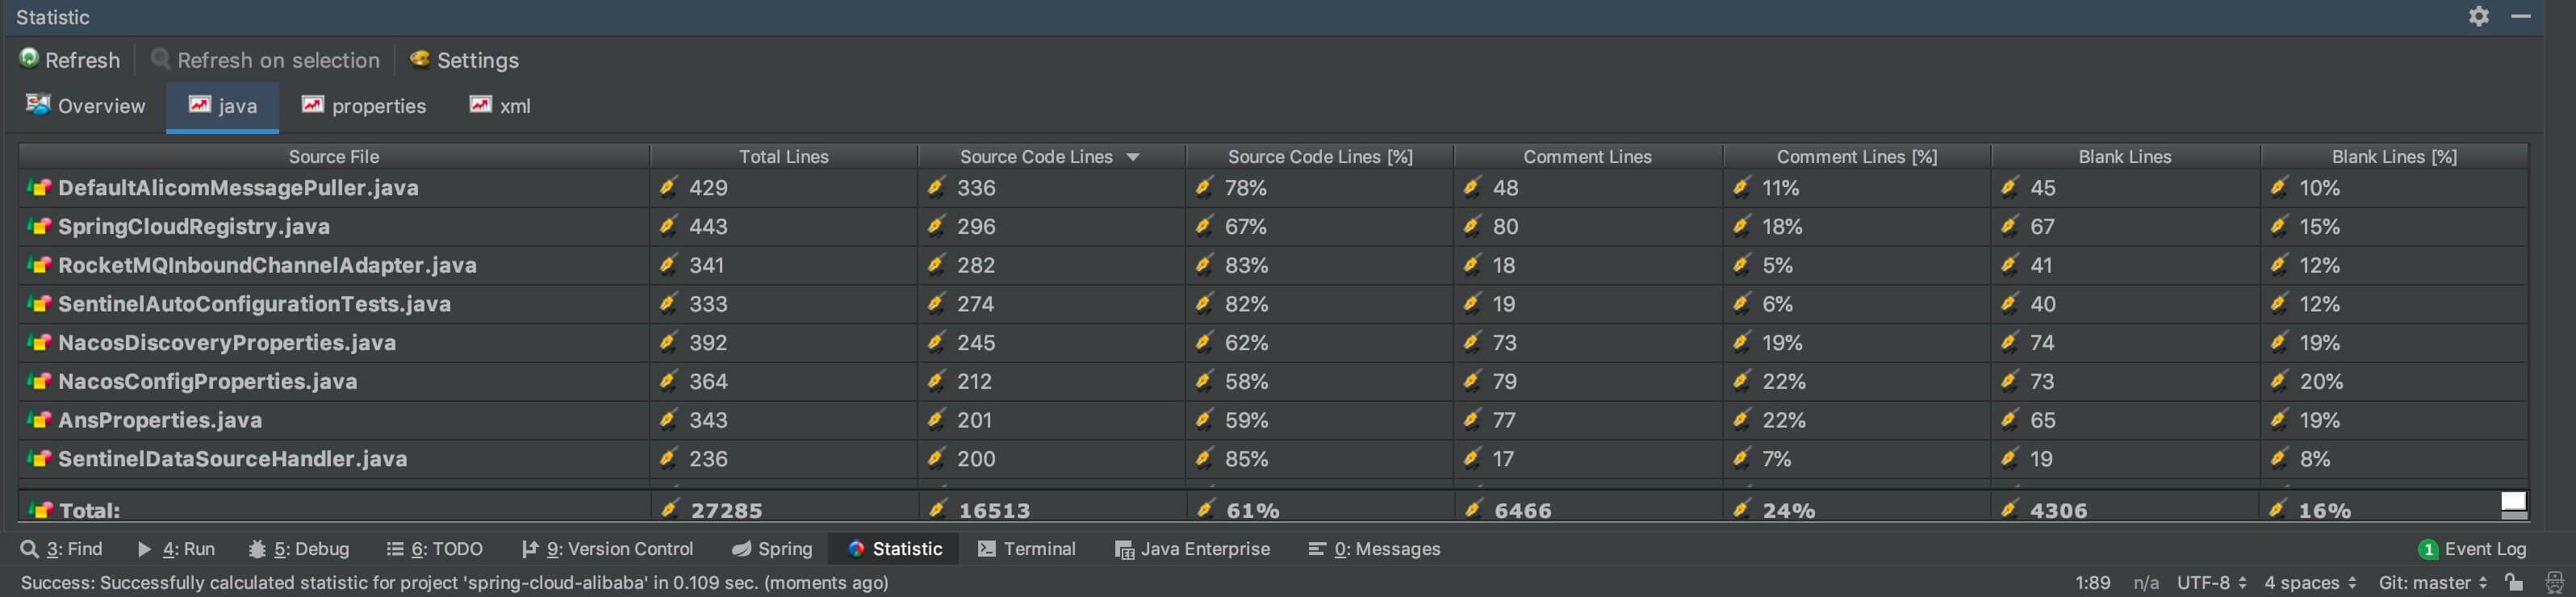 Statistic
Refresh Refresh on selection Settings
Overview java properties xml
Source File Total Lines Source Code Lines Source Code Lines [%] Comment Lines Comment Lines [%] Blank Lines Blank Lines [%]
DefaultAlicomMessagePuller.java 429 336 78% 48 11% 45 10%
SpringCloudRegistry.java 443 296 67% 80 18% 67 15%
RocketMQInboundChannelAdapter.java 341 282 83% 18 5% 41 12%
SentinelAutoConfigurationTests.java 333 274 82% 19 6% 40 12%
NacosDiscoveryProperties.java 392 245 62% 73 19% 74 19%
NacosConfigProperties.java 364 212 58% 79 22% 73 20%
AnsProperties.java 343 201 59% 77 22% 65 19%
SentinelDataSourceHandler.java 236 200 85% 17 7% 19 8%
Total: 27285 16513 61% 6466 24% 4306 16%
3: Find 4: Run 5: Debug 6: TODO 9: Version Control Spring Statistic Terminal Java Enterprise 0: Messages 1 Event Log
Success: Successfully calculated statistic for project 'spring-cloud-alibaba' in 0.109 sec. (moments ago) 1:89 n/a UTF-8 4 spaces Git: master